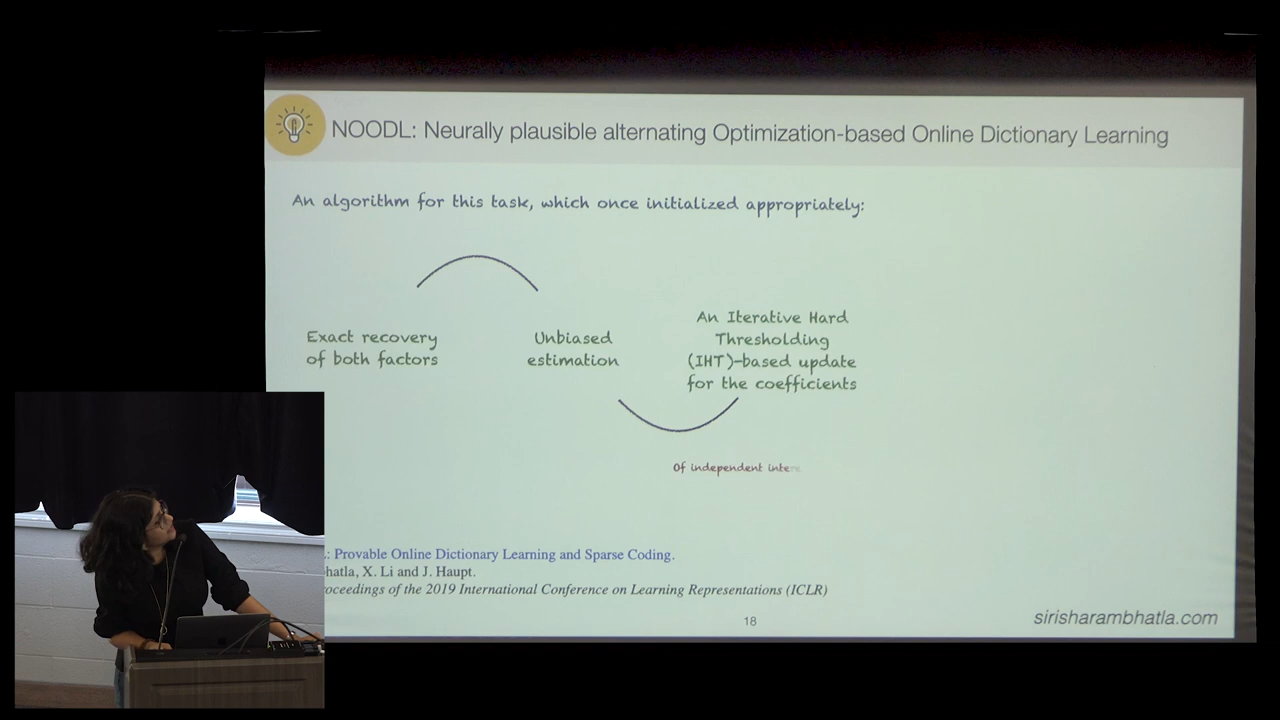 NOODL: Neurally plausible alternating Optimization-based Online Dictionary Learning
An algorithm for this task, which once initialized appropriately:
Exact recovery
of both factors
Unbiased
estimation
An Iterative Hard
Thresholding
(IHT)-based update
for the coefficients
Of independent inte
: Provable Online Dictionary Learning and Sparse Coding.
hatla, X. Li and J. Haupt.
roceedings of the 2019 International Conference on Learning Representations (ICLR)
18
sirisharambhatla.com